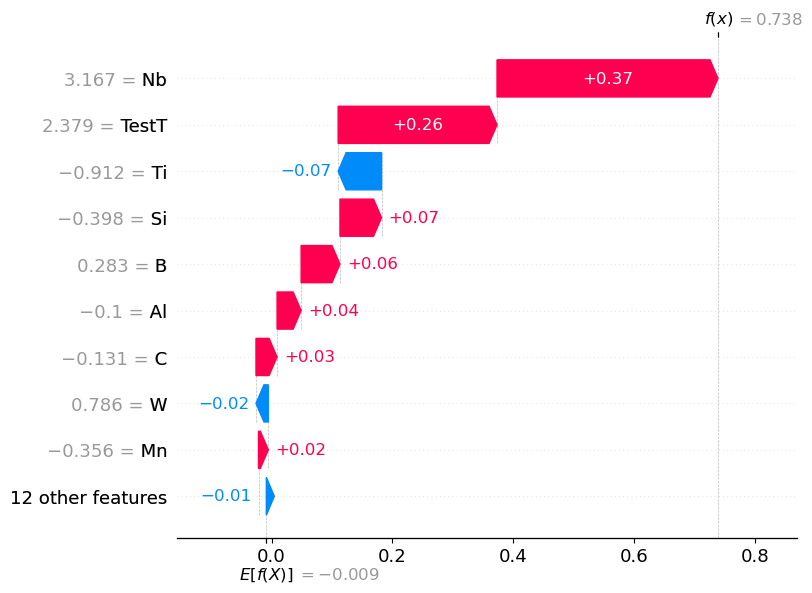 f(x) = 0.738
3.167 = Nb
+0.37
2.379 = TestT
+0.26
−0.912 = Ti
−0.07
−0.398 = Si
+0.07
0.283 = B
+0.06
−0.1 = Al
+0.04
−0.131 = C
+0.03
0.786 = W
−0.02
−0.356 = Mn
+0.02
12 other features
−0.01
0.0 0.2 0.4 0.6 0.8
E[f(X)] = −0.009